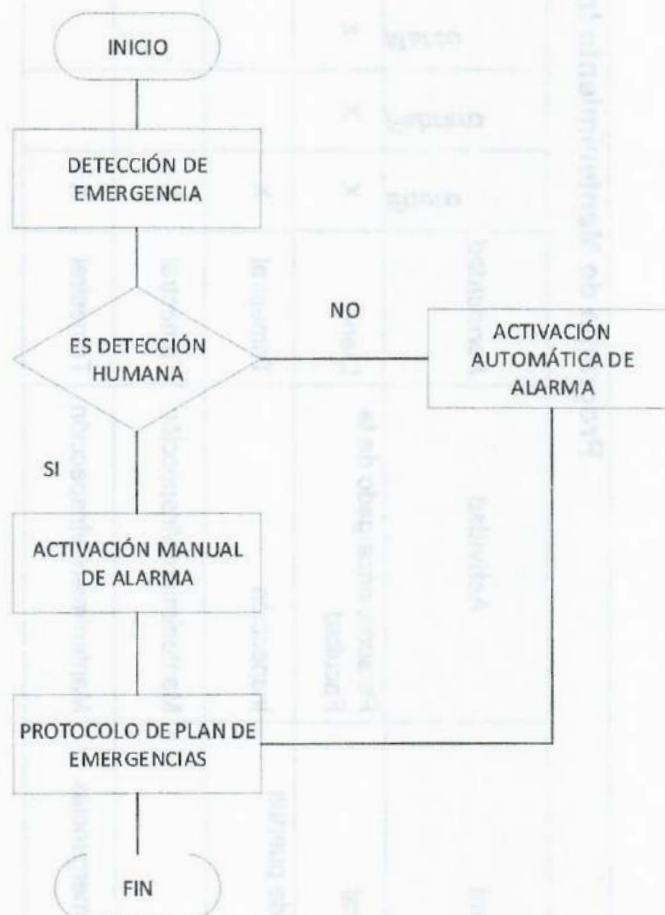 INICIO
DETECCIÓN DE
EMERGENCIA
ES DETECCIÓN
HUMANA
NO
ACTIVACIÓN
AUTOMÁTICA DE
ALARMA
SI
ACTIVACIÓN MANUAL
DE ALARMA
PROTOCOLO DE PLAN DE
EMERGENCIAS
FIN